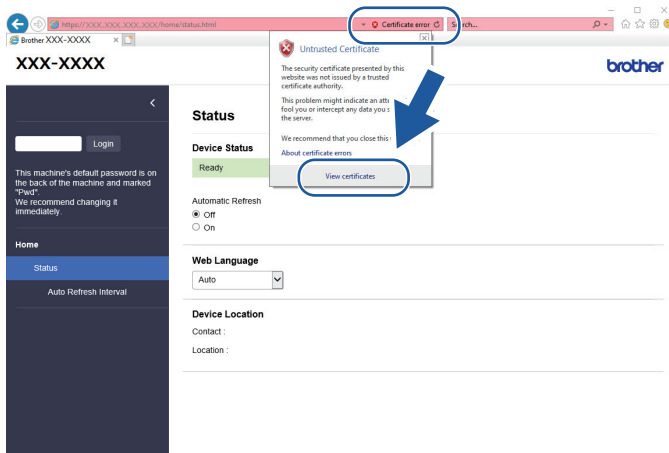 https://XXX.XXX.XXX.XXX/home/status.html
Certificate error
Brother XXX-XXXX
XXX-XXXX
brother
Untrusted Certificate
The security certificate presented by this
website was not issued by a trusted
certificate authority.
This problem might indicate an
fool you or intercept any data you
the server.
We recommend that you close this
About certificate errors
View certificates
<
Login
This machine's default password is on
the back of the machine and marked
"Pwd".
We recommend changing it
immediately.
Home
Status
Auto Refresh Interval
Status
Device Status
Ready
Automatic Refresh
Off
On
Web Language
Auto
Device Location
Contact :
Location :